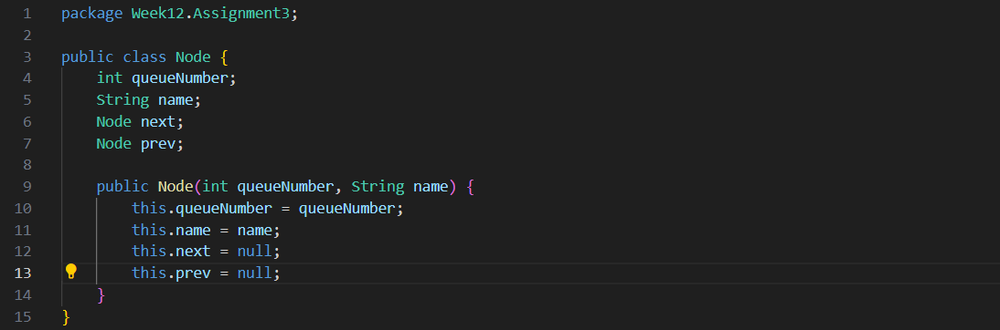 1 package Week12.Assignment3;
2
3 public class Node {
4     int queueNumber;
5     String name;
6     Node next;
7     Node prev;
8
9     public Node(int queueNumber, String name) {
10         this.queueNumber = queueNumber;
11         this.name = name;
12         this.next = null;
13         this.prev = null;
14     }
15 }